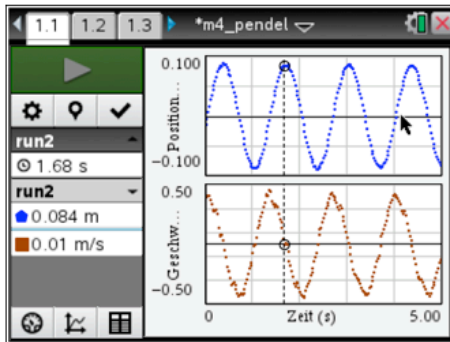 1.1 1.2 1.3 *m4_pendel
run2
1.68 s
run2
0.084 m
0.01 m/s
0.100
Position...
-0.100
0.50
Geschw...
-0.50
0 Zeit (s) 5.00